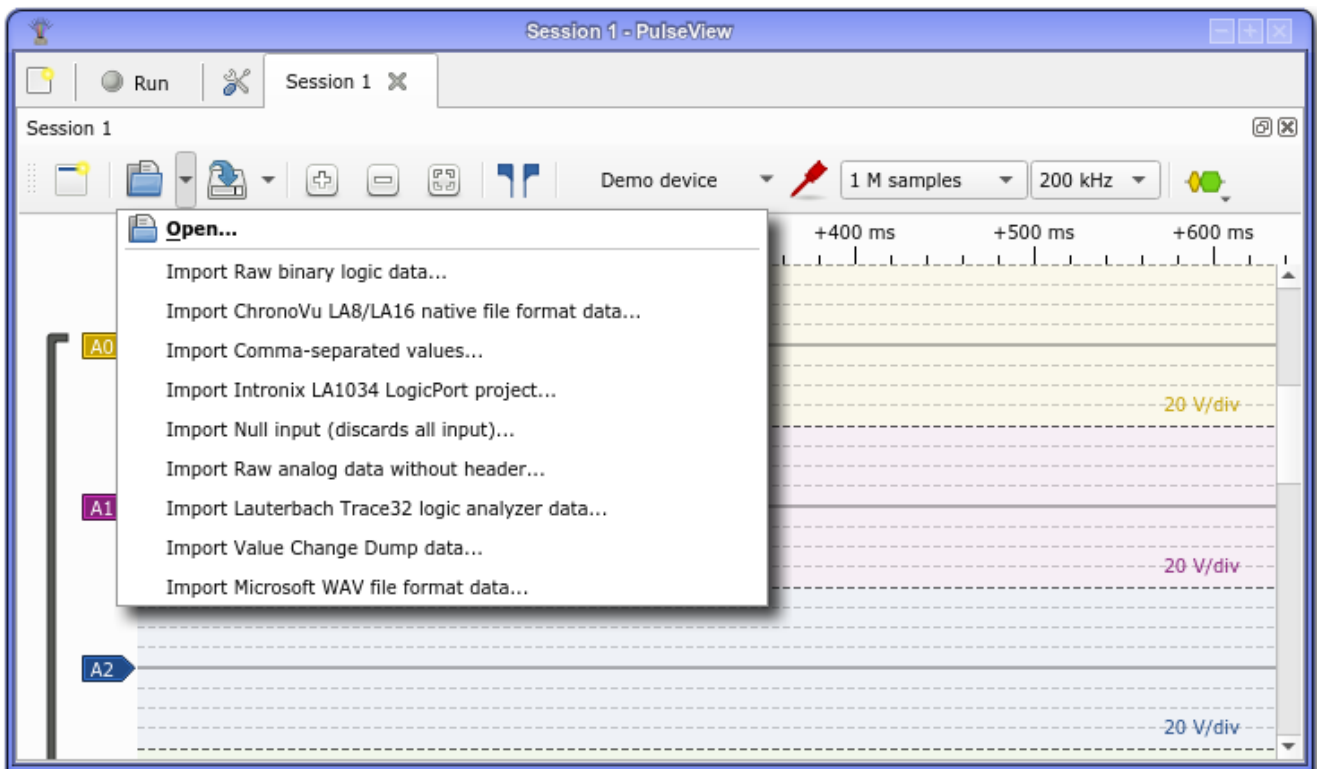 Session 1 - PulseView
Run
Session 1
Session 1
Demo device
1 M samples
200 kHz
Open...
+400 ms
+500 ms
+600 ms
Import Raw binary logic data...
Import ChronoVu LA8/LA16 native file format data...
A0
Import Comma-separated values...
Import Intronix LA1034 LogicPort project...
20 V/div
Import Null input (discards all input)...
Import Raw analog data without header...
A1
Import Lauterbach Trace32 logic analyzer data...
Import Value Change Dump data...
20 V/div
Import Microsoft WAV file format data...
A2
20 V/div